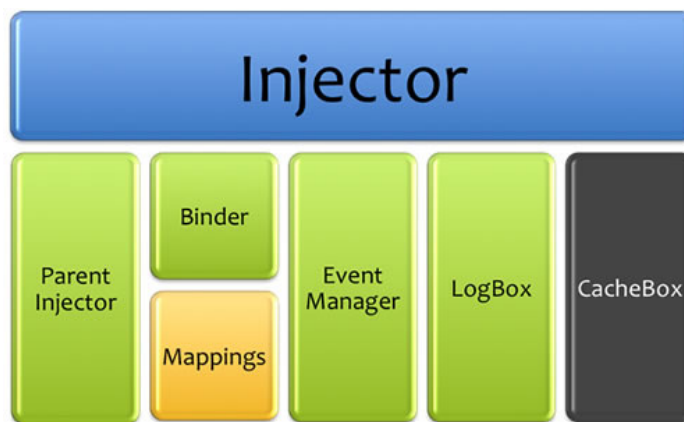 Injector
Parent
Injector
Binder
Mappings
Event
Manager
LogBox
CacheBox